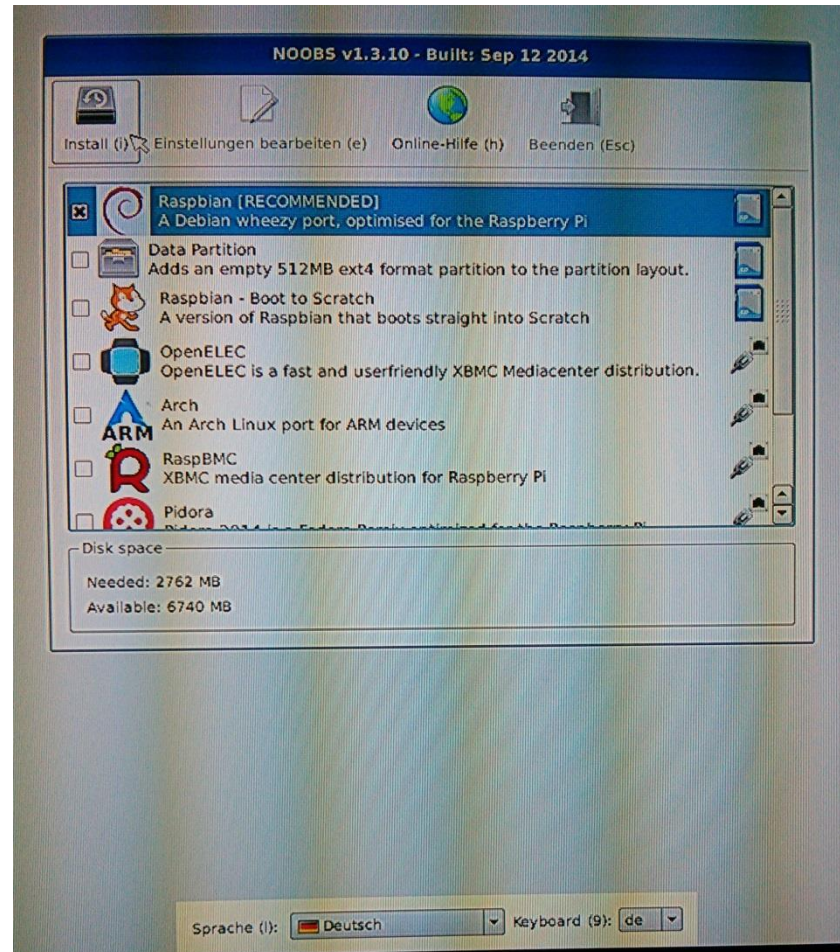 NOOBS v1.3.10 - Built: Sep 12 2014
Install (i) Einstellungen bearbeiten (e) Online-Hilfe (h) Beenden (Esc)
Raspbian [RECOMMENDED]
A Debian wheezy port, optimised for the Raspberry Pi
Data Partition
Adds an empty 512MB ext4 format partition to the partition layout.
Raspbian - Boot to Scratch
A version of Raspbian that boots straight into Scratch
OpenELEC
OpenELEC is a fast and userfriendly XBMC Mediacenter distribution.
Arch
ARM An Arch Linux port for ARM devices
RaspBMC
XBMC media center distribution for Raspberry Pi
Pidora
Disk space
Needed: 2762 MB
Available: 6740 MB
Sprache (l): Deutsch Keyboard (9): de